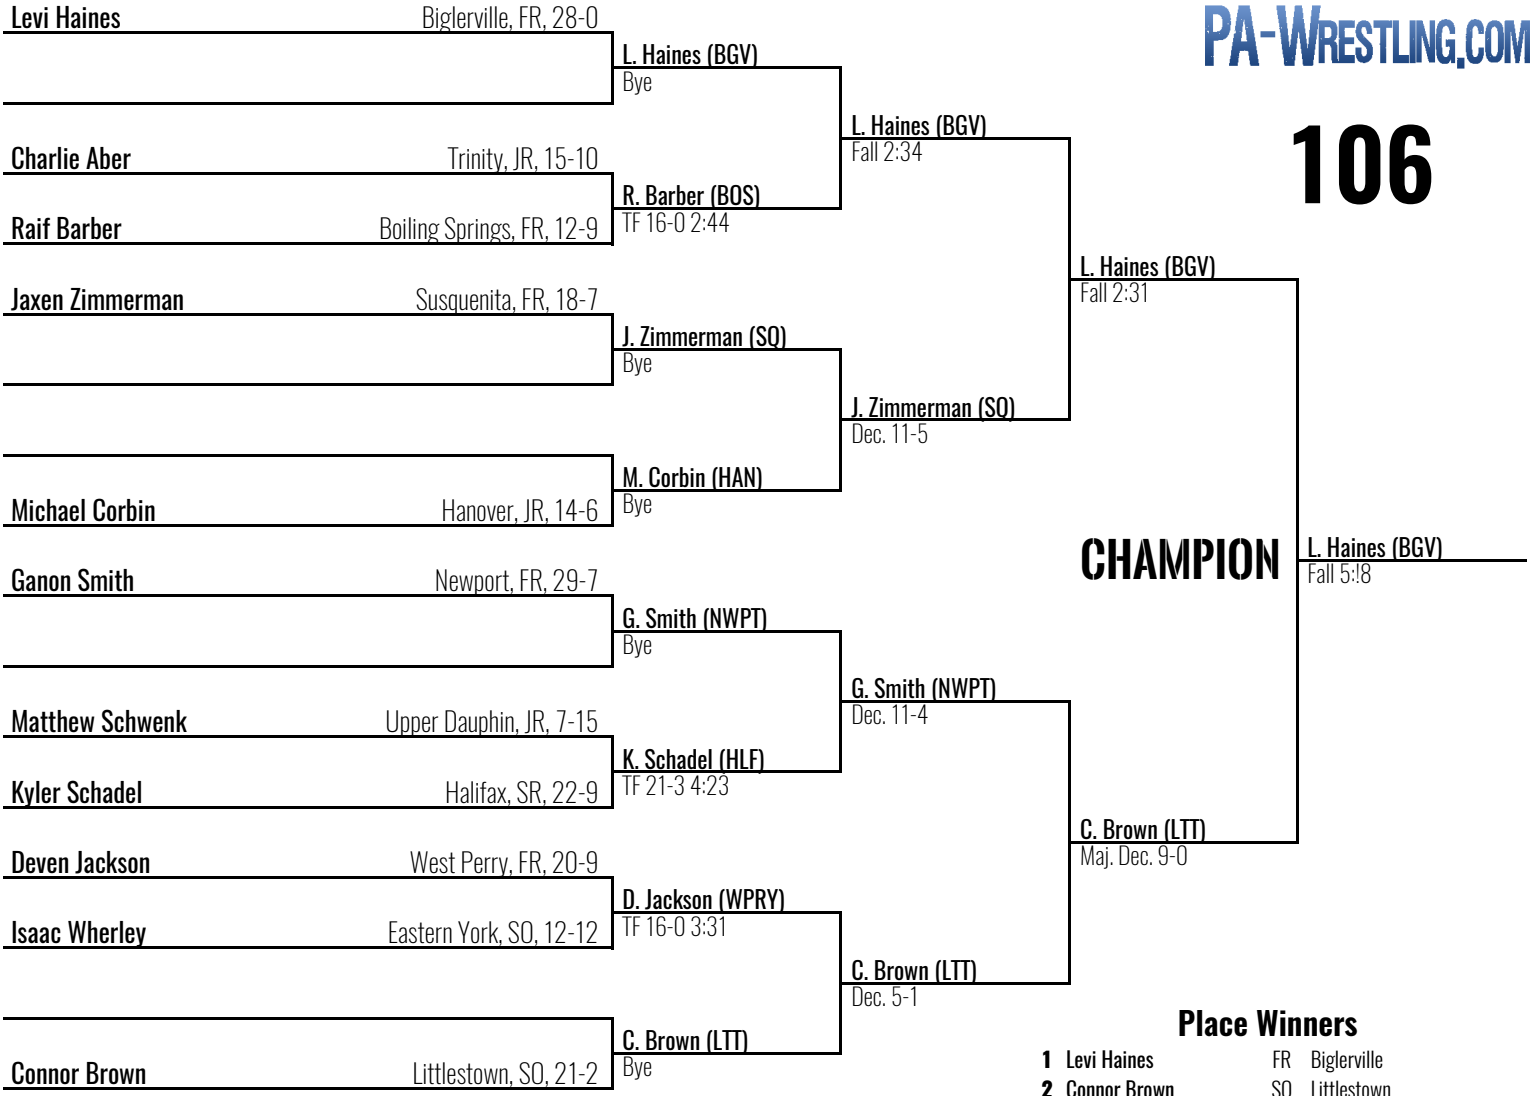 Levi Haines Biglerville, FR, 28-0
L. Haines (BGV)
Bye
PA-WRESTLING.COM
106
L. Haines (BGV)
Fall 2:34
Charlie Aber Trinity, JR, 15-10
R. Barber (BOS)
TF 16-0 2:44
Raif Barber Boiling Springs, FR, 12-9
L. Haines (BGV)
Fall 2:31
Jaxen Zimmerman Susquenita, FR, 18-7
J. Zimmerman (SQ)
Bye
J. Zimmerman (SQ)
Dec. 11-5
M. Corbin (HAN)
Bye
Michael Corbin Hanover, JR, 14-6
CHAMPION
L. Haines (BGV)
Fall 5:!8
Ganon Smith Newport, FR, 29-7
G. Smith (NWPT)
Bye
G. Smith (NWPT)
Dec. 11-4
Matthew Schwenk Upper Dauphin, JR, 7-15
K. Schadel (HLF)
TF 21-3 4:23
Kyler Schadel Halifax, SR, 22-9
C. Brown (LTT)
Maj. Dec. 9-0
Deven Jackson West Perry, FR, 20-9
D. Jackson (WPRY)
TF 16-0 3:31
Isaac Wherley Eastern York, SO, 12-12
C. Brown (LTT)
Dec. 5-1
C. Brown (LTT)
Bye
Connor Brown Littlestown, SO, 21-2
Place Winners
1 Levi Haines FR Biglerville
2 Connor Brown SO Littlestown